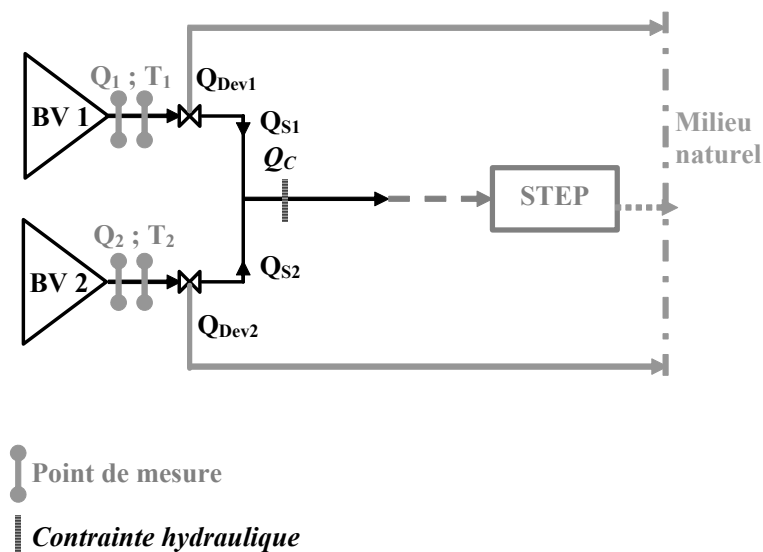 Q1 ; T1
QDev1
BV 1
QS1
QC
Milieu
naturel
STEP
Q2 ; T2
QS2
BV 2
QDev2
Point de mesure
Contrainte hydraulique